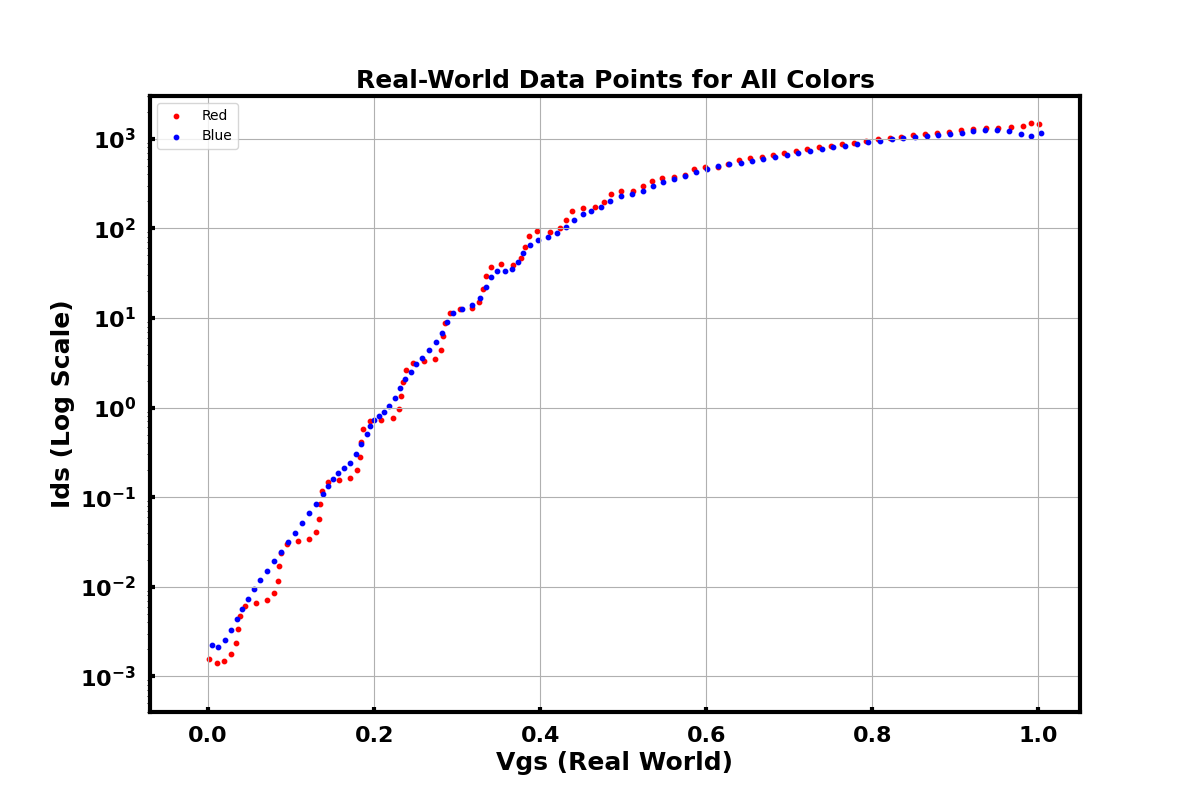 Real-World Data Points for All Colors
Red
Blue
10³
10²
10¹
10⁰
10⁻¹
10⁻²
10⁻³
Ids (Log Scale)
0.0 0.2 0.4 0.6 0.8 1.0
Vgs (Real World)